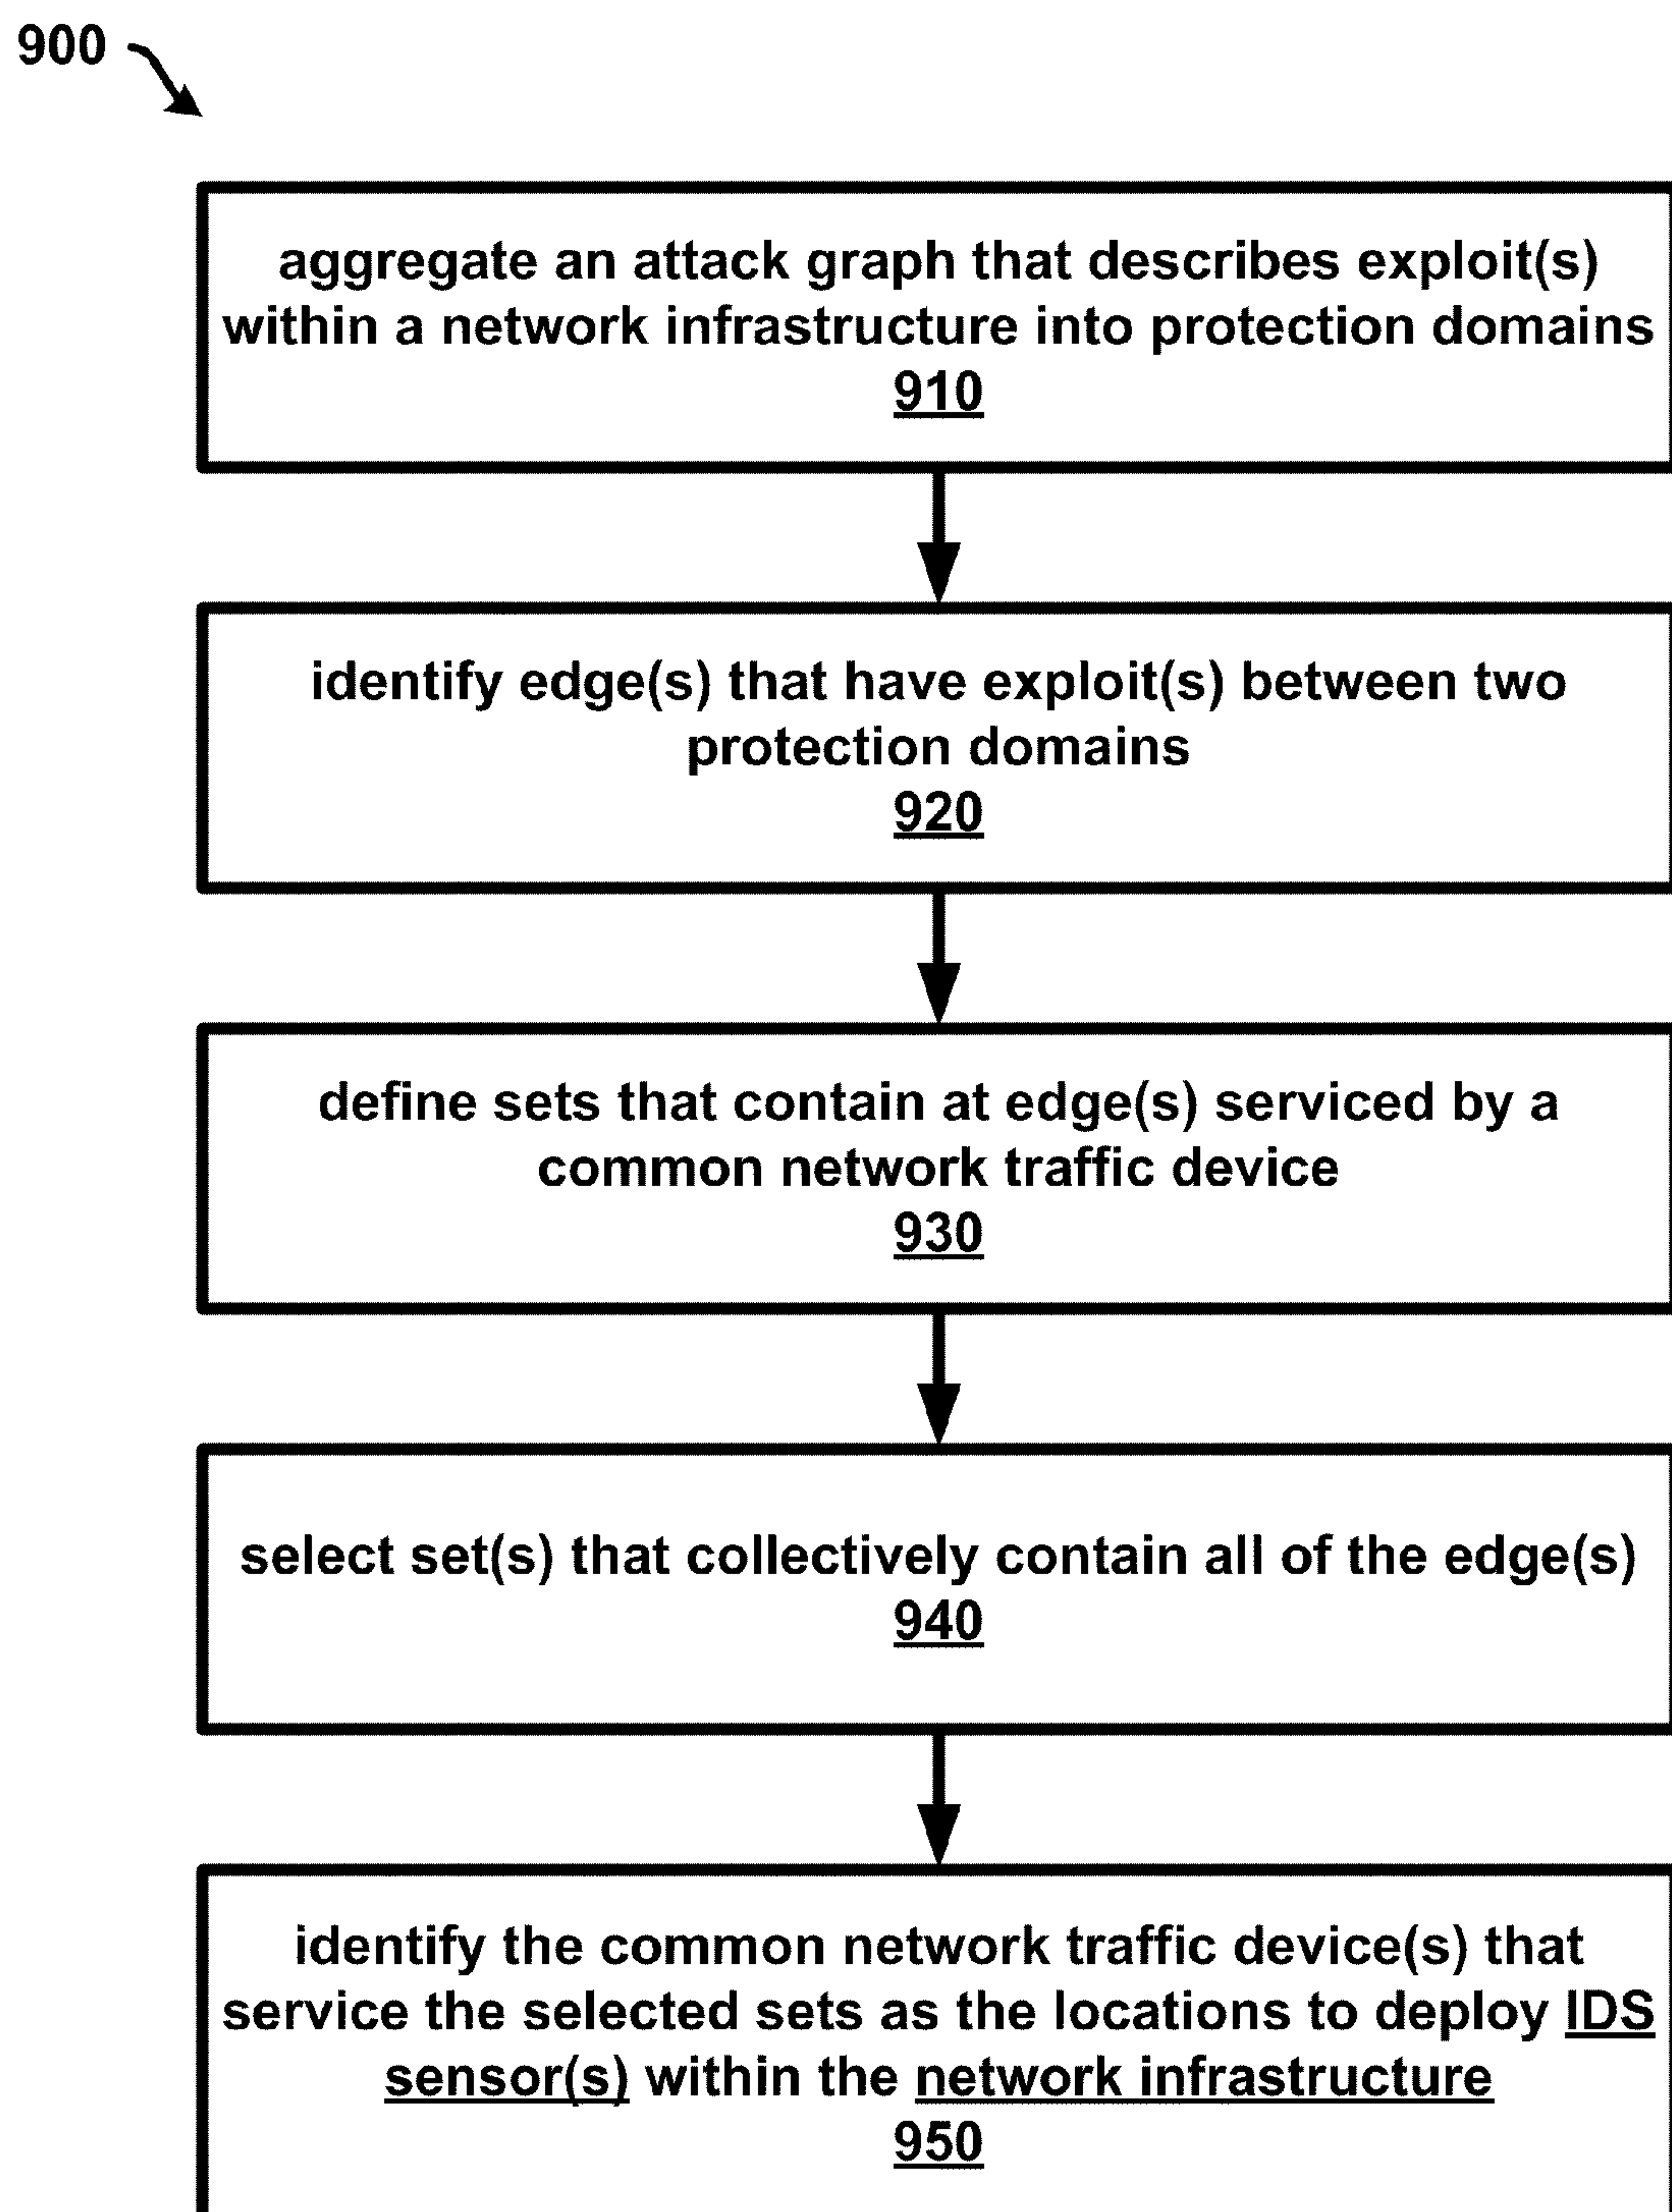 900
aggregate an attack graph that describes exploit(s)
within a network infrastructure into protection domains
910
identify edge(s) that have exploit(s) between two
protection domains
920
define sets that contain at edge(s) serviced by a
common network traffic device
930
select set(s) that collectively contain all of the edge(s)
940
identify the common network traffic device(s) that
service the selected sets as the locations to deploy IDS
sensor(s) within the network infrastructure
950